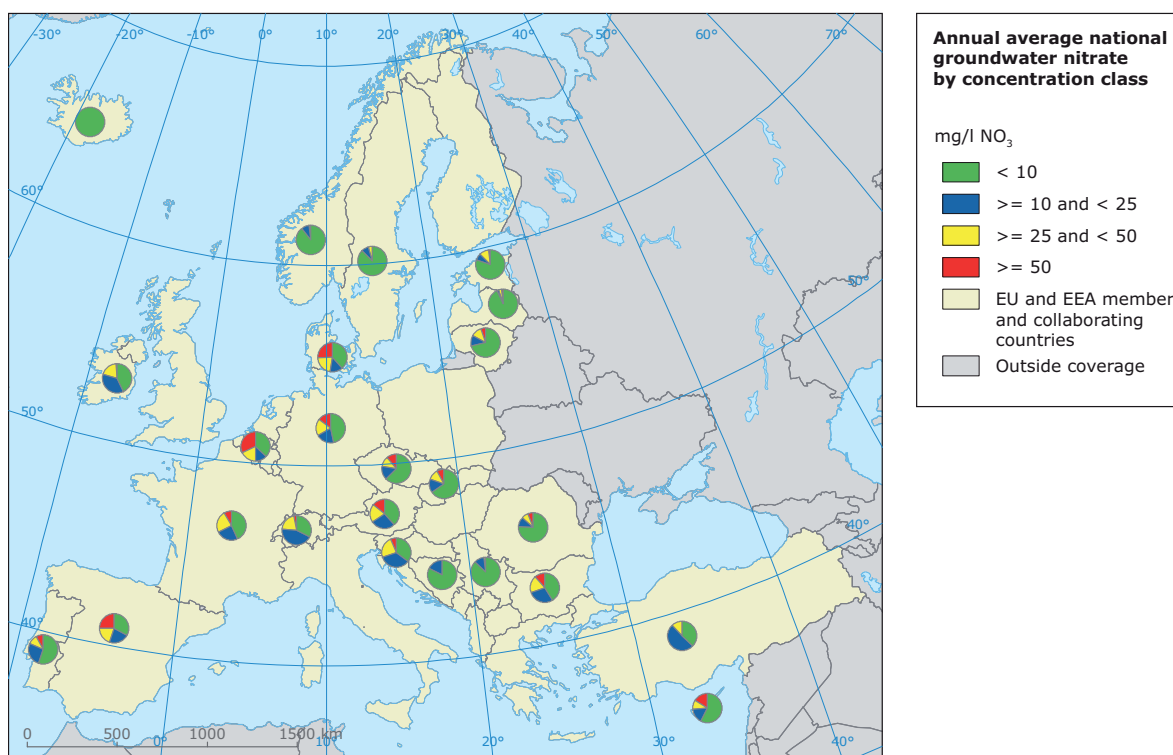 -30°
-20°
-10°
0°
10°
20°
30°
60°
70°
60°
50°
50°
40°
40°
0
500
1000
1500 km
0°
10°
20°
30°
40°
Annual average national
groundwater nitrate
by concentration class
mg/l NO₃
< 10
>= 10 and < 25
>= 25 and < 50
>= 50
EU and EEA member
and collaborating
countries
Outside coverage